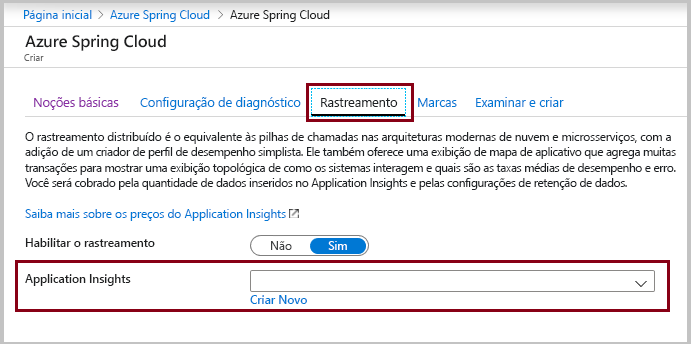 Página inicial > Azure Spring Cloud > Azure Spring Cloud
Azure Spring Cloud
Criar
Noções básicas Configuração de diagnóstico Rastreamento Marcas Examinar e criar
O rastreamento distribuído é o equivalente às pilhas de chamadas nas arquiteturas modernas de nuvem e microsserviços, com a
adição de um criador de perfil de desempenho simplista. Ele também oferece uma exibição de mapa de aplicativo que agrega muitas
transações para mostrar uma exibição topológica de como os sistemas interagem e quais são as taxas médias de desempenho e erro.
Você será cobrado pela quantidade de dados inseridos no Application Insights e pelas configurações de retenção de dados.
Saiba mais sobre os preços do Application Insights
Habilitar o rastreamento Não Sim
Application Insights
Criar Novo